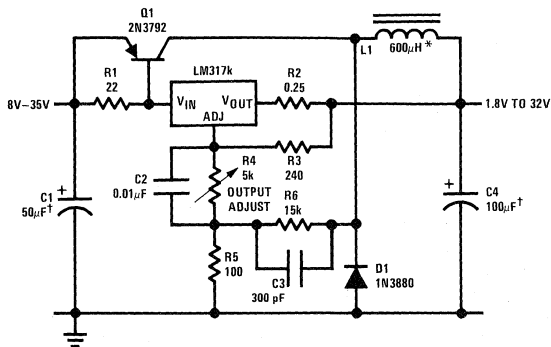 Q1
2N3792
L1
600μH*
R1
22
LM317k
VIN
VOUT
ADJ
R2
0.25
8V–35V
1.8V TO 32V
R3
240
R4
5k
OUTPUT
ADJUST
C2
0.01μF
R6
15k
C1
+
50μF†
+
C4
100μF†
R5
100
C3
300 pF
D1
1N3880